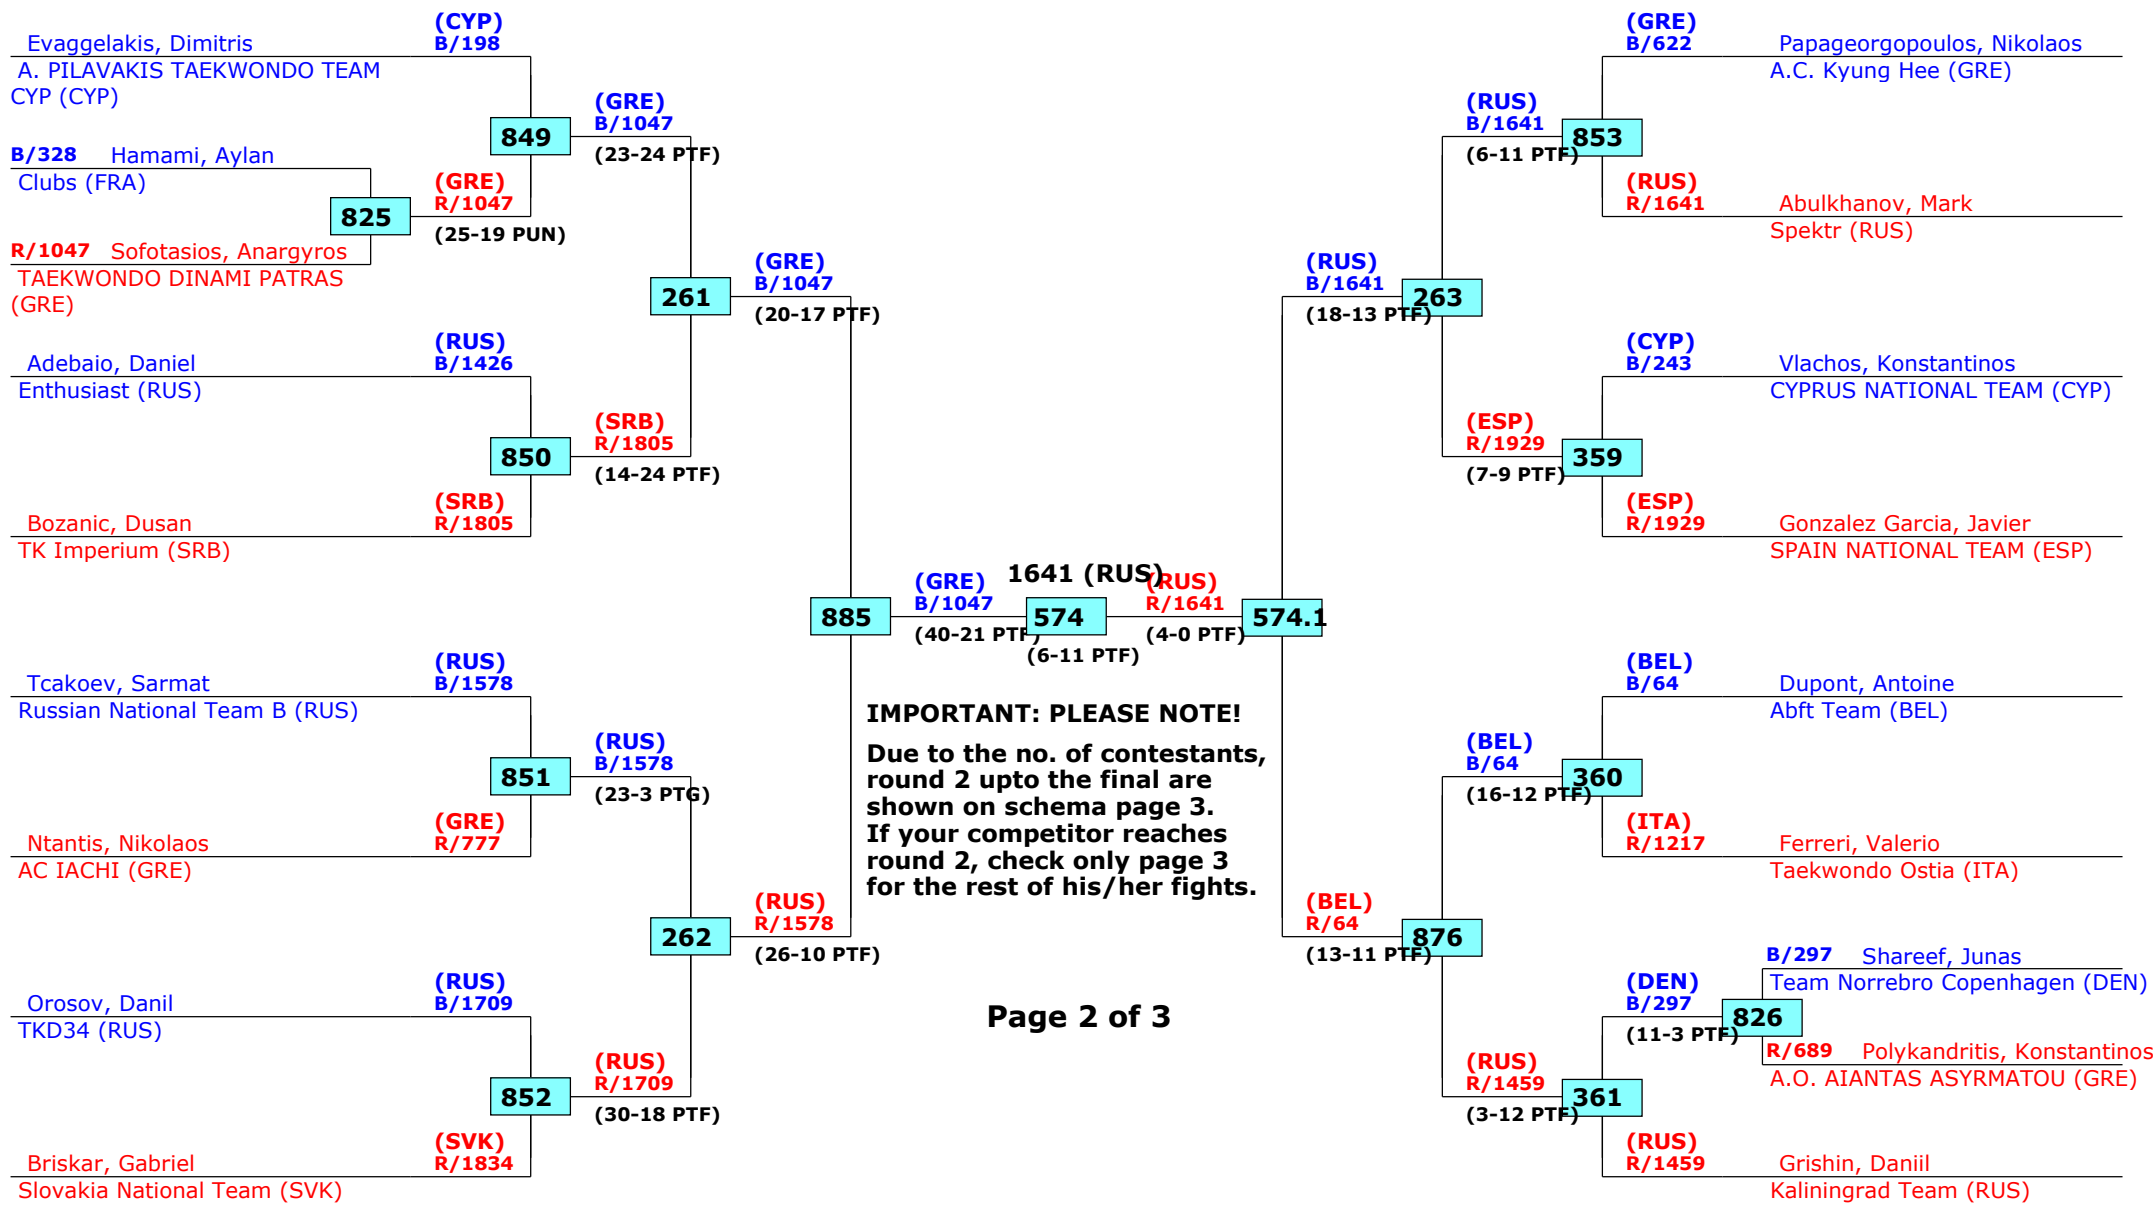 (CYP)
Evaggelakis, Dimitris B/198
A. PILAVAKIS TAEKWONDO TEAM
CYP (CYP)
849
(GRE)
B/1047
(23-24 PTF)
B/328 Hamami, Aylan
Clubs (FRA)
825
(GRE)
R/1047
(25-19 PUN)
R/1047 Sofotasios, Anargyros
TAEKWONDO DINAMI PATRAS
(GRE)
261
(GRE)
B/1047
(20-17 PTF)
(RUS)
Adebaio, Daniel B/1426
Enthusiast (RUS)
850
(SRB)
R/1805
(14-24 PTF)
(SRB)
Bozanic, Dusan R/1805
TK Imperium (SRB)
885
(GRE)
B/1047
(40-21 PTF)
1641 (RUS)
574
(6-11 PTF)
(RUS)
R/1641
(4-0 PTF)
574.1
(RUS)
Tcakoev, Sarmat B/1578
Russian National Team B (RUS)
851
(RUS)
B/1578
(23-3 PTG)
(GRE)
Ntantis, Nikolaos R/777
AC IACHI (GRE)
262
(RUS)
R/1578
(26-10 PTF)
(RUS)
Orosov, Danil B/1709
TKD34 (RUS)
852
(RUS)
R/1709
(30-18 PTF)
(SVK)
Briskar, Gabriel R/1834
Slovakia National Team (SVK)
IMPORTANT: PLEASE NOTE!
Due to the no. of contestants,
round 2 upto the final are
shown on schema page 3.
If your competitor reaches
round 2, check only page 3
for the rest of his/her fights.
Page 2 of 3
(GRE)
B/622 Papageorgopoulos, Nikolaos
A.C. Kyung Hee (GRE)
(RUS)
B/1641
(6-11 PTF)
853
(RUS)
R/1641 Abulkhanov, Mark
Spektr (RUS)
(RUS)
B/1641
(18-13 PTF)
263
(CYP)
B/243 Vlachos, Konstantinos
CYPRUS NATIONAL TEAM (CYP)
(ESP)
R/1929
(7-9 PTF)
359
(ESP)
R/1929 Gonzalez Garcia, Javier
SPAIN NATIONAL TEAM (ESP)
(BEL)
B/64 Dupont, Antoine
Abft Team (BEL)
(BEL)
B/64
(16-12 PTF)
360
(ITA)
R/1217 Ferreri, Valerio
Taekwondo Ostia (ITA)
(BEL)
R/64
(13-11 PTF)
876
B/297 Shareef, Junas
Team Norrebro Copenhagen (DEN)
(DEN)
B/297
(11-3 PTF)
826
R/689 Polykandritis, Konstantinos
A.O. AIANTAS ASYRMATOU (GRE)
(RUS)
R/1459
(3-12 PTF)
361
(RUS)
R/1459 Grishin, Daniil
Kaliningrad Team (RUS)